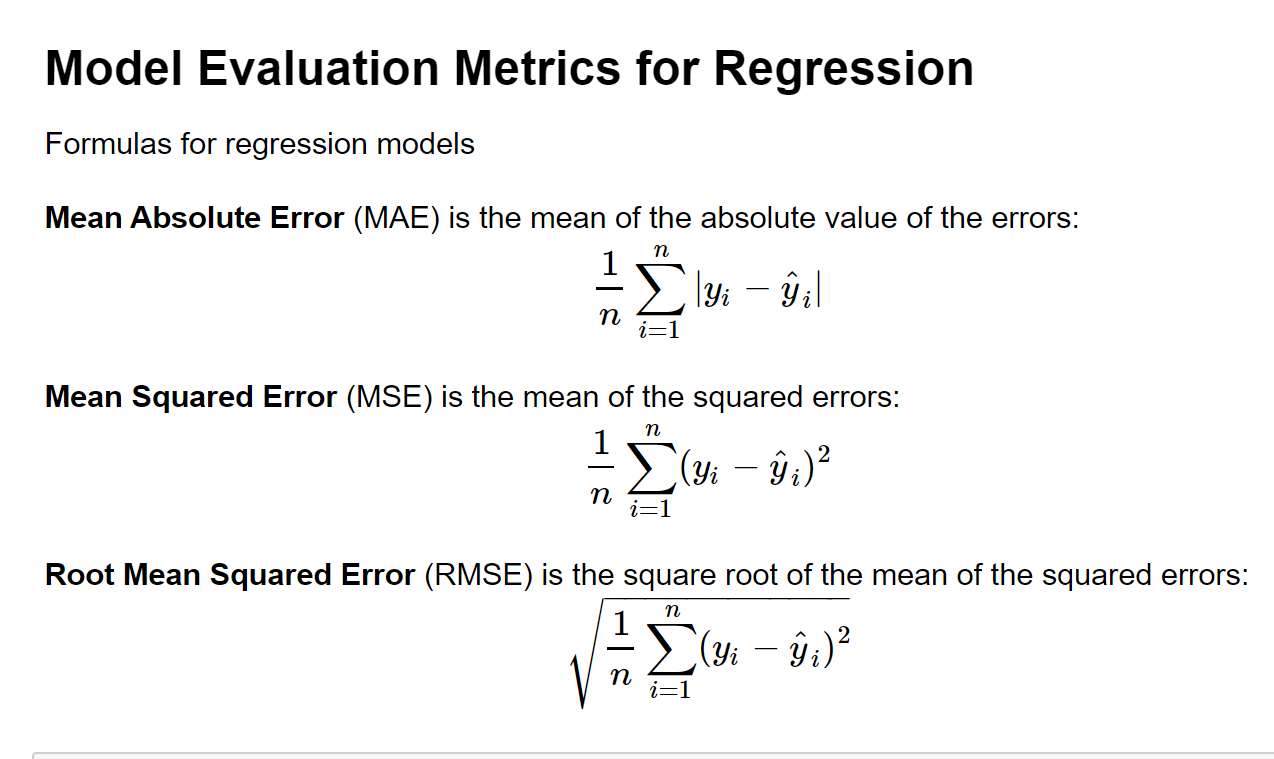 Model Evaluation Metrics for Regression
Formulas for regression models
Mean Absolute Error (MAE) is the mean of the absolute value of the errors:
$$\frac{1}{n}\sum_{i=1}^{n}|y_i-\hat{y}_i|$$
Mean Squared Error (MSE) is the mean of the squared errors:
$$\frac{1}{n}\sum_{i=1}^{n}(y_i-\hat{y}_i)^2$$
Root Mean Squared Error (RMSE) is the square root of the mean of the squared errors:
$$\sqrt{\frac{1}{n}\sum_{i=1}^{n}(y_i-\hat{y}_i)^2}$$